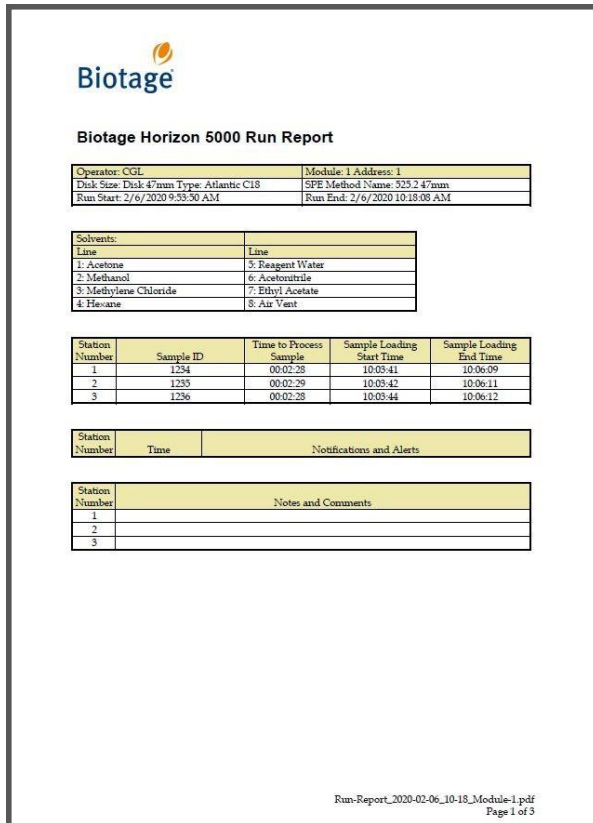 Biotage
Biotage Horizon 5000 Run Report
Operator: CGL Module: 1 Address: 1
Disk Size: Disk 47mm Type: Atlantic C18 SPE Method Name: 525.2 47mm
Run Start: 2/6/2020 9:53:50 AM Run End: 2/6/2020 10:18:08 AM
Solvents:
Line Line
1: Acetone 5: Reagent Water
2: Methanol 6: Acetonitrile
3: Methylene Chloride 7: Ethyl Acetate
4: Hexane 8: Air Vent
Station Time to Process Sample Loading Sample Loading
Number Sample ID Sample Start Time End Time
1 1234 00:02:28 10:03:41 10:06:09
2 1235 00:02:29 10:03:42 10:06:11
3 1236 00:02:28 10:03:44 10:06:12
Station
Number Time Notifications and Alerts
Station
Number Notes and Comments
1
2
3
Run-Report_2020-02-06_10-18_Module-1.pdf
Page 1 of 3